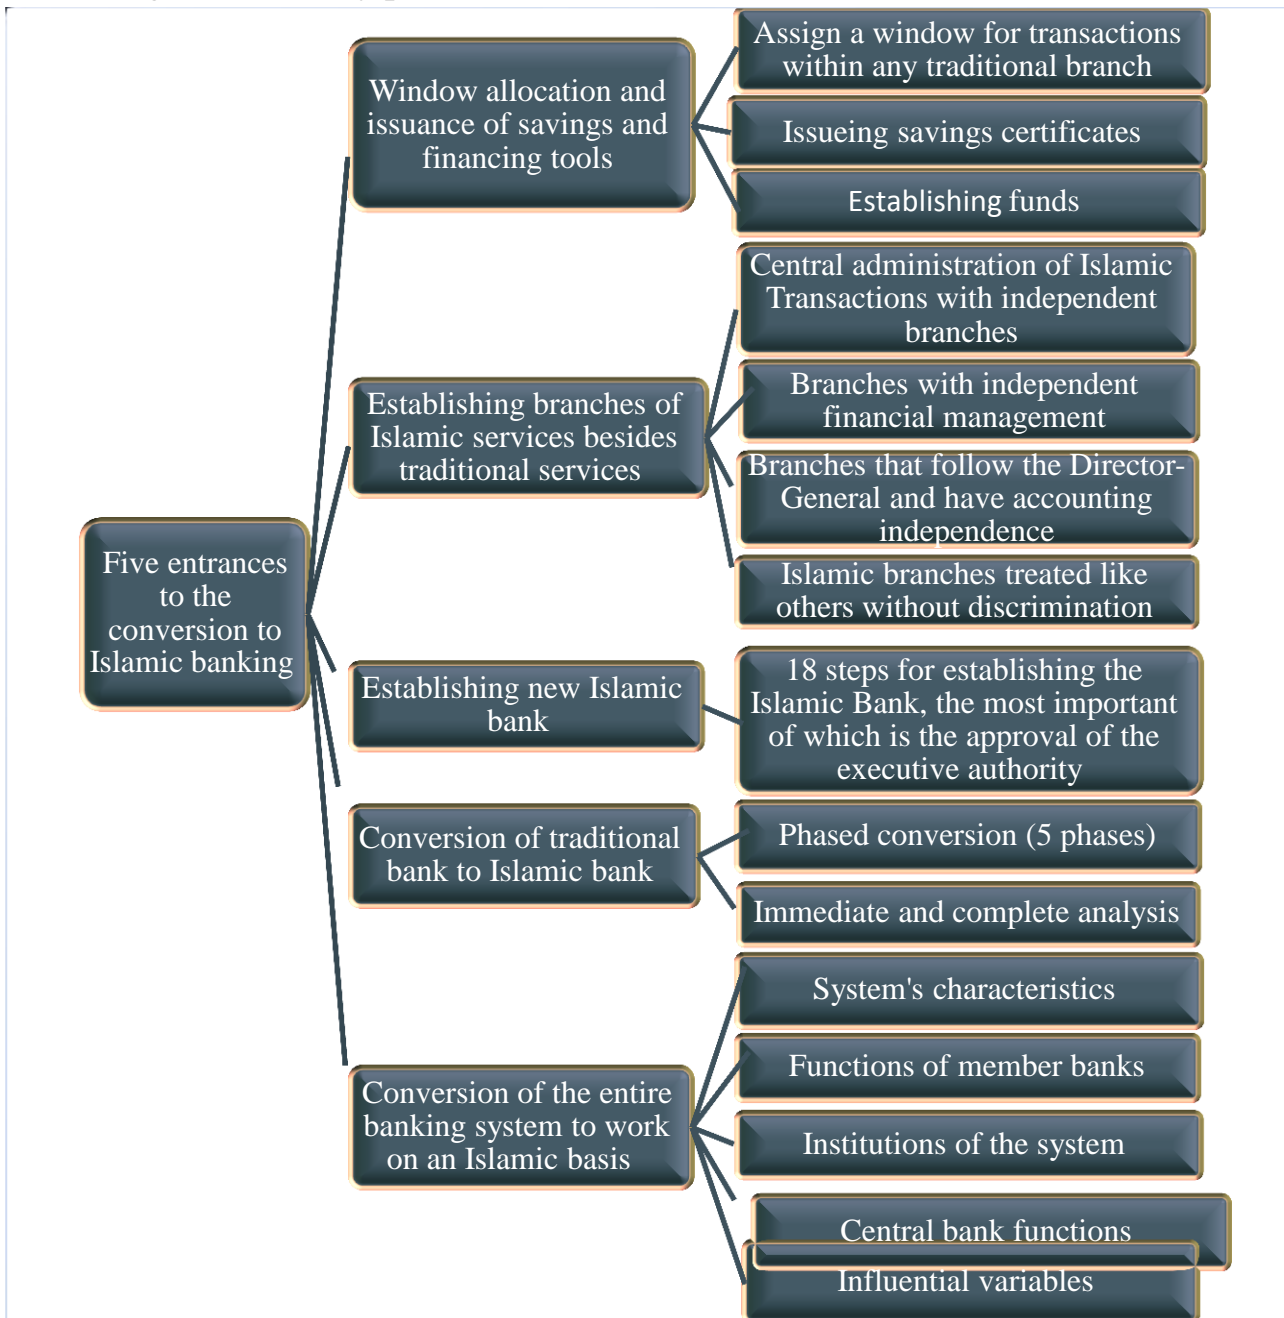 Five entrances
to the
conversion to
Islamic banking
Window allocation and
issuance of savings and
financing tools
Assign a window for transactions
within any traditional branch
Issueing savings certificates
Establishing funds
Establishing branches of
Islamic services besides
traditional services
Central administration of Islamic
Transactions with independent
branches
Branches with independent
financial management
Branches that follow the Director-
General and have accounting
independence
Islamic branches treated like
others without discrimination
Establishing new Islamic
bank
18 steps for establishing the
Islamic Bank, the most important
of which is the approval of the
executive authority
Conversion of traditional
bank to Islamic bank
Phased conversion (5 phases)
Immediate and complete analysis
Conversion of the entire
banking system to work
on an Islamic basis
System's characteristics
Functions of member banks
Institutions of the system
Central bank functions
Influential variables